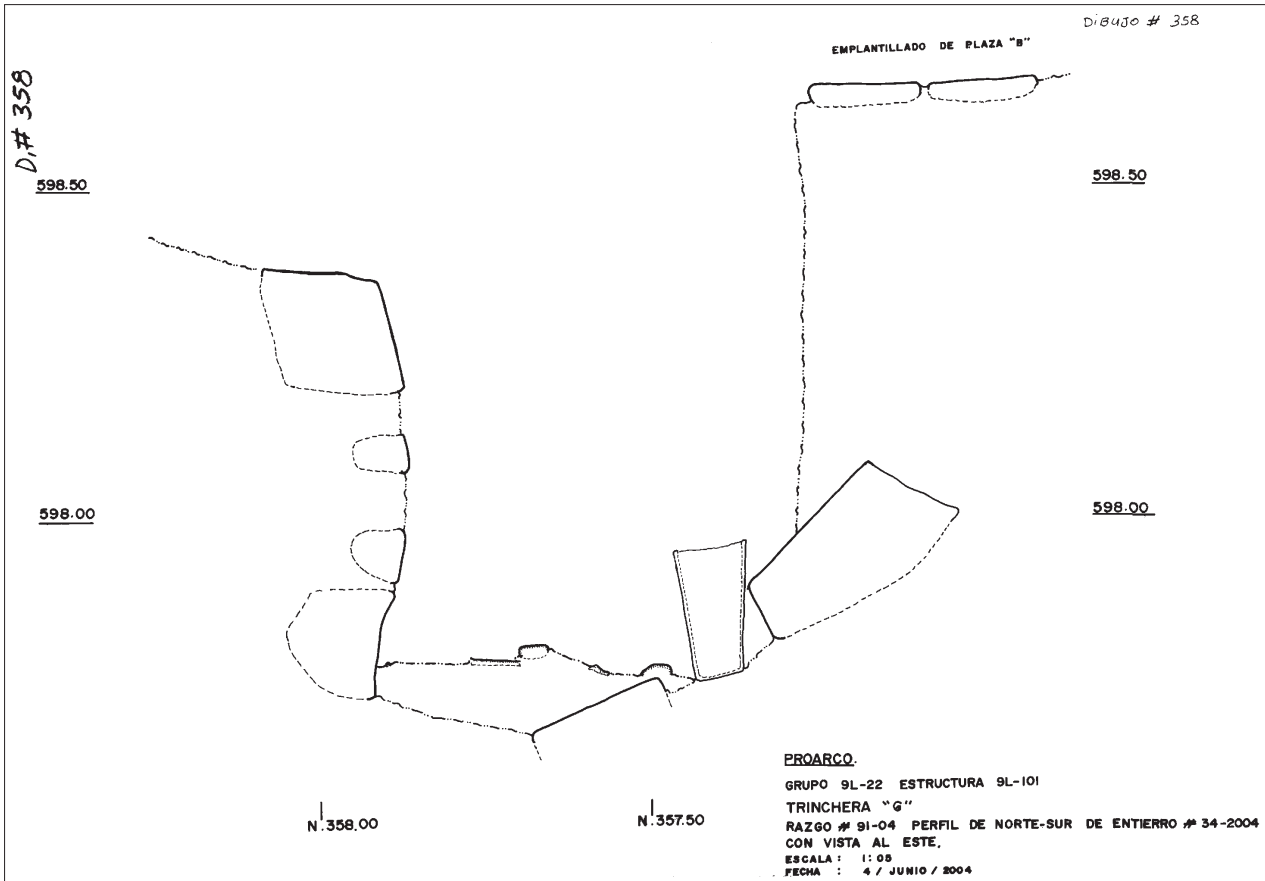 DIBUJO # 358
EMPLANTILLADO DE PLAZA "B"
D,# 358
598.50
598.50
598.00
598.00
N.358.00
N.357.50
PROARCO.
GRUPO 9L-22 ESTRUCTURA 9L-101
TRINCHERA "G"
RAZGO # 91-04 PERFIL DE NORTE-SUR DE ENTIERRO # 34-2004
CON VISTA AL ESTE.
ESCALA : 1:05
FECHA : 4 / JUNIO / 2004